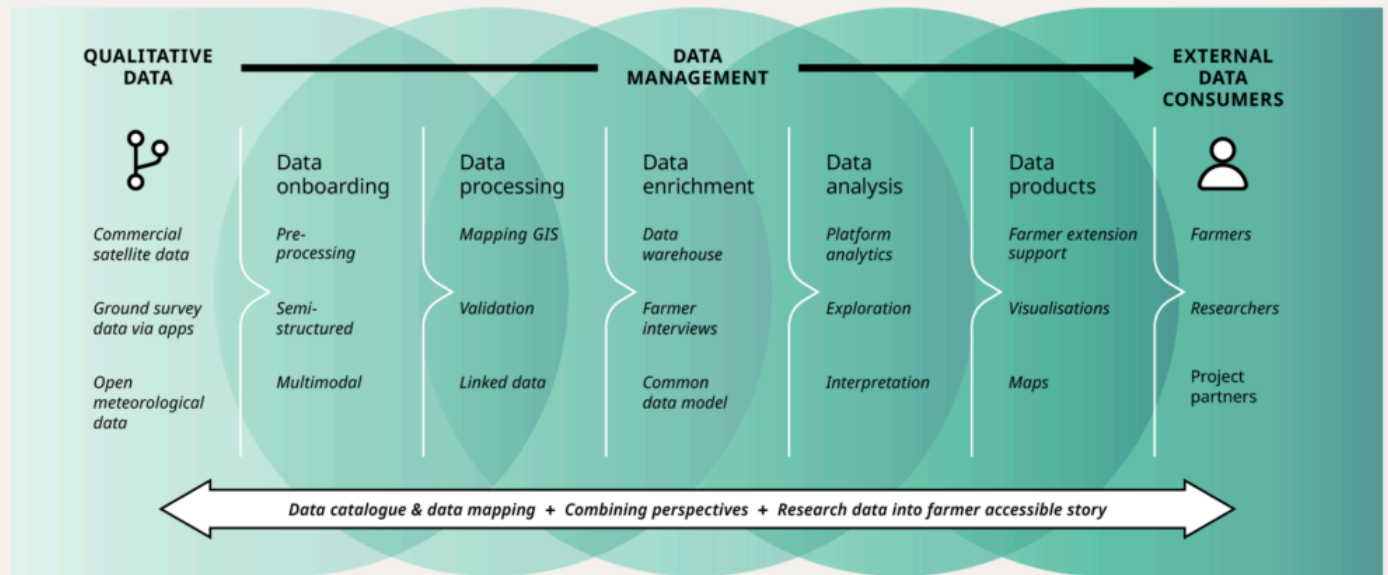 QUALITATIVE
DATA
DATA
MANAGEMENT
EXTERNAL
DATA
CONSUMERS
Commercial
satellite data
Ground survey
data via apps
Open
meteorological
data
Data
onboarding
Pre-
processing
Semi-
structured
Multimodal
Data
processing
Mapping GIS
Validation
Linked data
Data
enrichment
Data
warehouse
Farmer
interviews
Common
data model
Data
analysis
Platform
analytics
Exploration
Interpretation
Data
products
Farmer extension
support
Visualisations
Maps
Farmers
Researchers
Project
partners
Data catalogue & data mapping + Combining perspectives + Research data into farmer accessible story